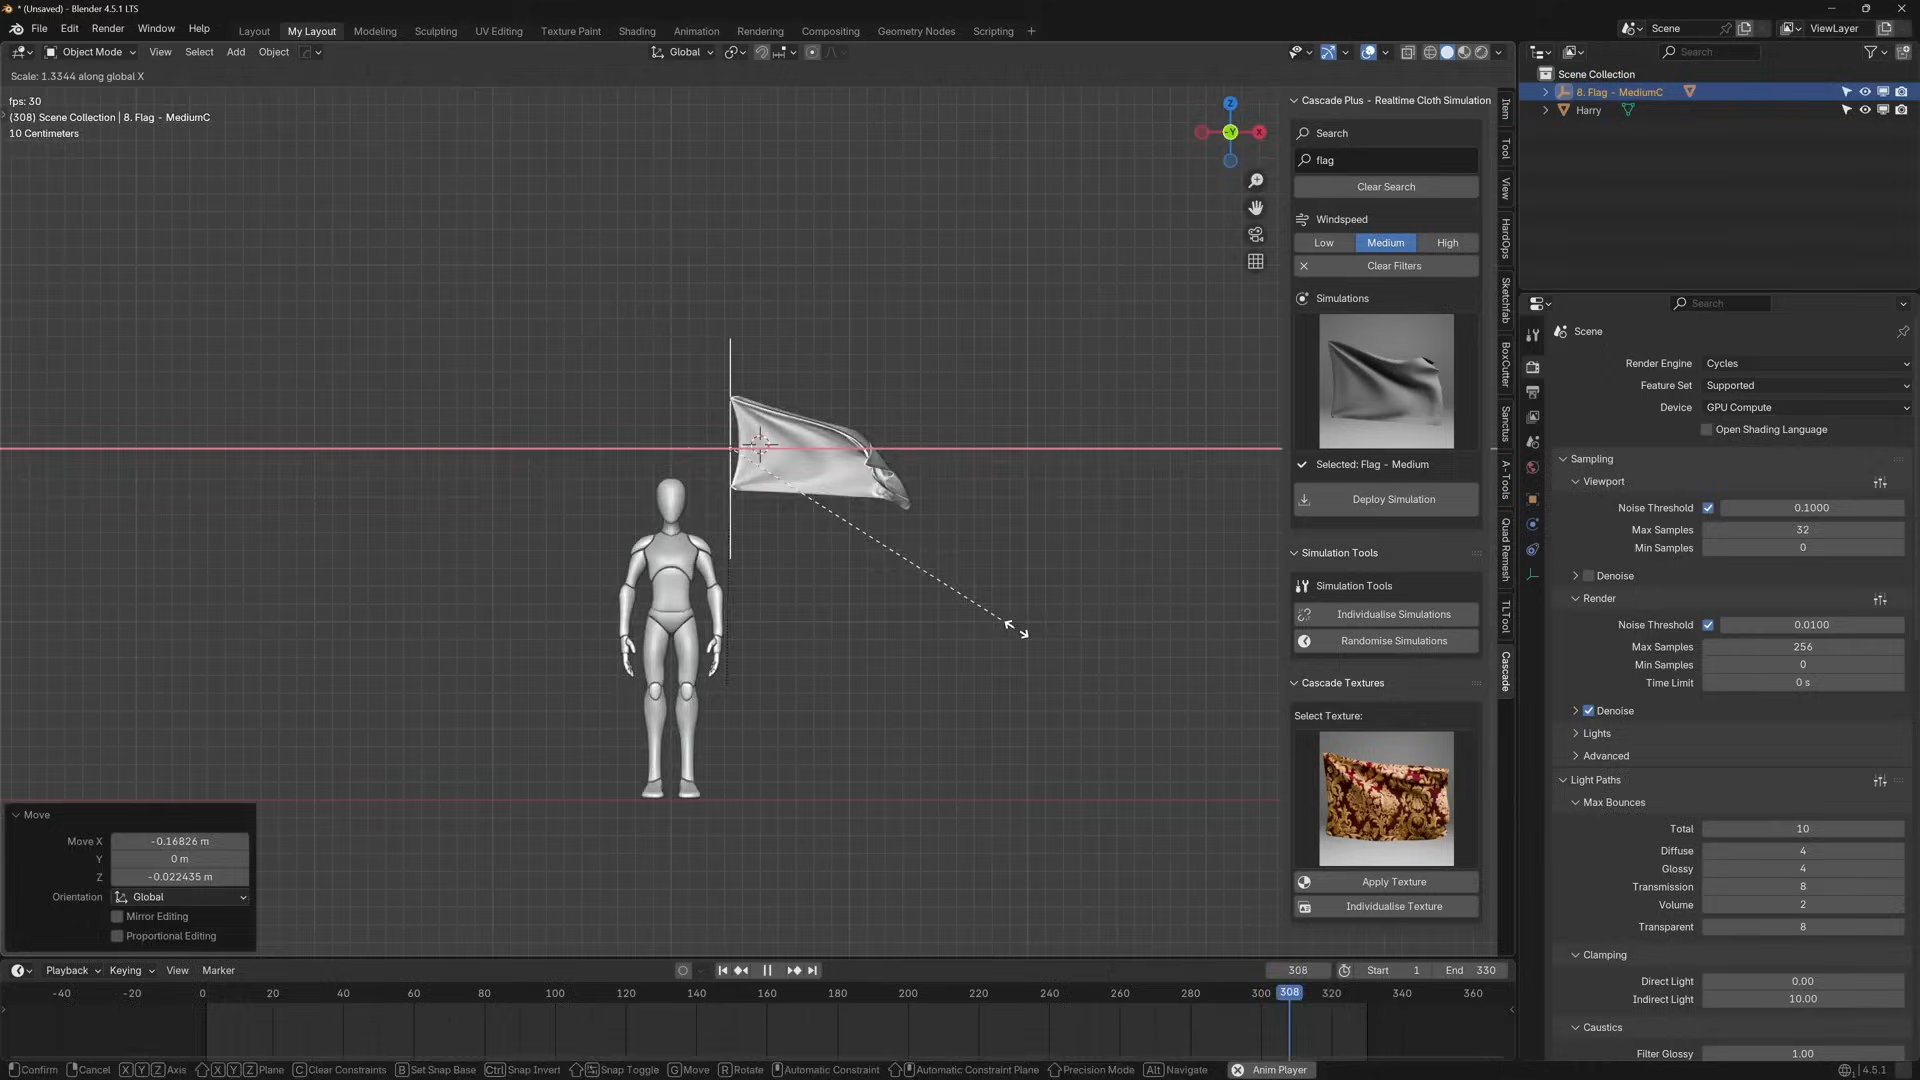 * (Unsaved) - Blender 4.5.1 LTS
File Edit Render Window Help
Layout My Layout Modeling Sculpting UV Editing Texture Paint Shading Animation Rendering Compositing Geometry Nodes Scripting +
Scene ViewLayer
Object Mode View Select Add Object Global
Search
Scale: 1.3344 along global X
fps: 30
(308) Scene Collection | 8. Flag - MediumC
10 Centimeters
Z
-Y
X
Cascade Plus - Realtime Cloth Simulation
Search
flag
Clear Search
Windspeed
Low Medium High
Clear Filters
Simulations
Selected: Flag - Medium
Deploy Simulation
Simulation Tools
Simulation Tools
Individualise Simulations
Randomise Simulations
Cascade Textures
Select Texture:
Apply Texture
Individualise Texture
Item
Tool
View
HardOps
Sketchfab
BoxCutter
Sanctus
A-Tools
Quad Remesh
TLTool
Cascade
Scene Collection
8. Flag - MediumC
Harry
Search
Scene
Render Engine Cycles
Feature Set Supported
Device GPU Compute
Open Shading Language
Sampling
Viewport
Noise Threshold 0.1000
Max Samples 32
Min Samples 0
Denoise
Render
Noise Threshold 0.0100
Max Samples 256
Min Samples 0
Time Limit 0 s
Denoise
Lights
Advanced
Light Paths
Max Bounces
Total 10
Diffuse 4
Glossy 4
Transmission 8
Volume 2
Transparent 8
Clamping
Direct Light 0.00
Indirect Light 10.00
Caustics
Filter Glossy 1.00
Move
Move X -0.16826 m
Y 0 m
Z -0.022435 m
Orientation Global
Mirror Editing
Proportional Editing
Playback Keying View Marker
308 Start 1 End 330
-40 -20 0 20 40 60 80 100 120 140 160 180 200 220 240 260 280 300 308 320 340 360
Confirm Cancel X Y Z Axis X Y Z Plane C Clear Constraints B Set Snap Base Ctrl Snap Invert Snap Toggle G Move R Rotate Automatic Constraint Automatic Constraint Plane Precision Mode Alt Navigate Anim Player 4.5.1